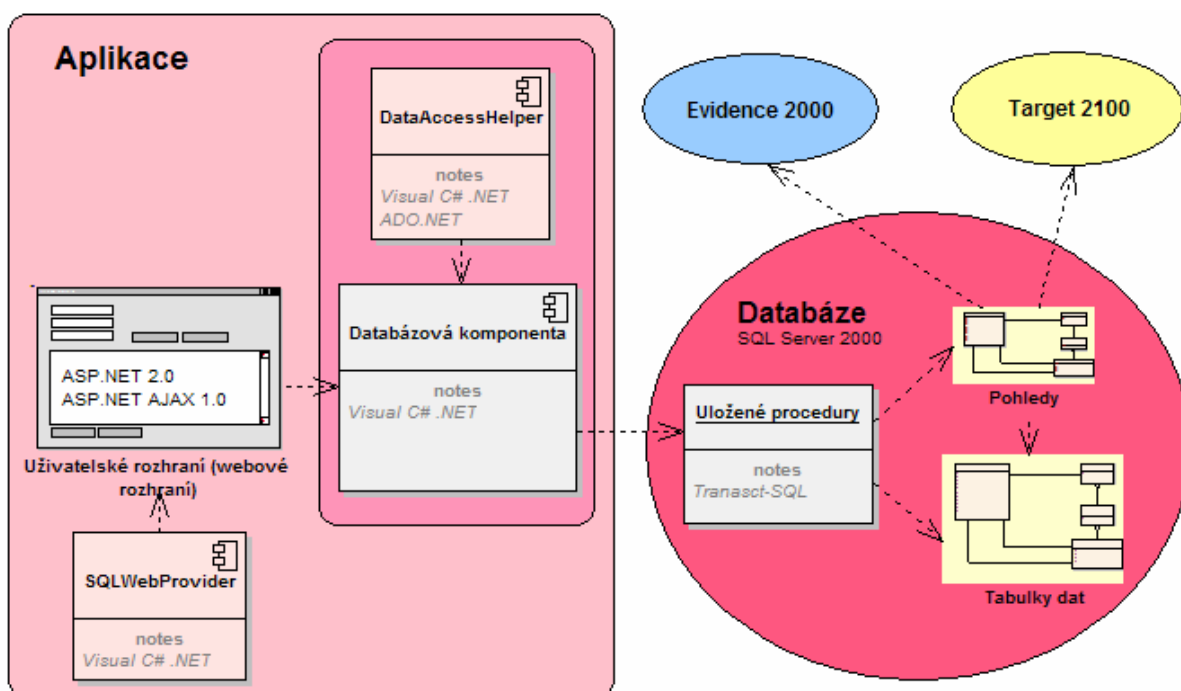 Aplikace
DataAccessHelper
notes
Visual C# .NET
ADO.NET
Databázová komponenta
notes
Visual C# .NET
ASP.NET 2.0
ASP.NET AJAX 1.0
Uživatelské rozhraní (webové
rozhraní)
SQLWebProvider
notes
Visual C# .NET
Evidence 2000
Target 2100
Databáze
SQL Server 2000
Uložené procedury
notes
Tranasct-SQL
Pohledy
Tabulky dat